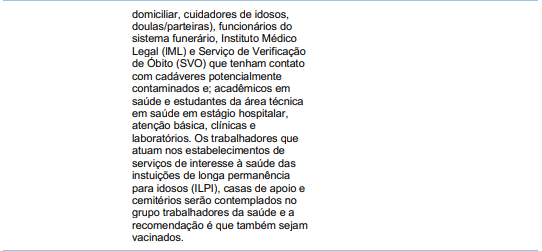 domiciliar, cuidadores de idosos,
doulas/parteiras), funcionários do
sistema funerário, Instituto Médico
Legal (IML) e Serviço de Verificação
de Óbito (SVO) que tenham contato
com cadáveres potencialmente
contaminados e; acadêmicos em
saúde e estudantes da área técnica
em saúde em estágio hospitalar,
atenção básica, clínicas e
laboratórios. Os trabalhadores que
atuam nos estabelecimentos de
serviços de interesse à saúde das
instuições de longa permanência
para idosos (ILPI), casas de apoio e
cemitérios serão contemplados no
grupo trabalhadores da saúde e a
recomendação é que também sejam
vacinados.